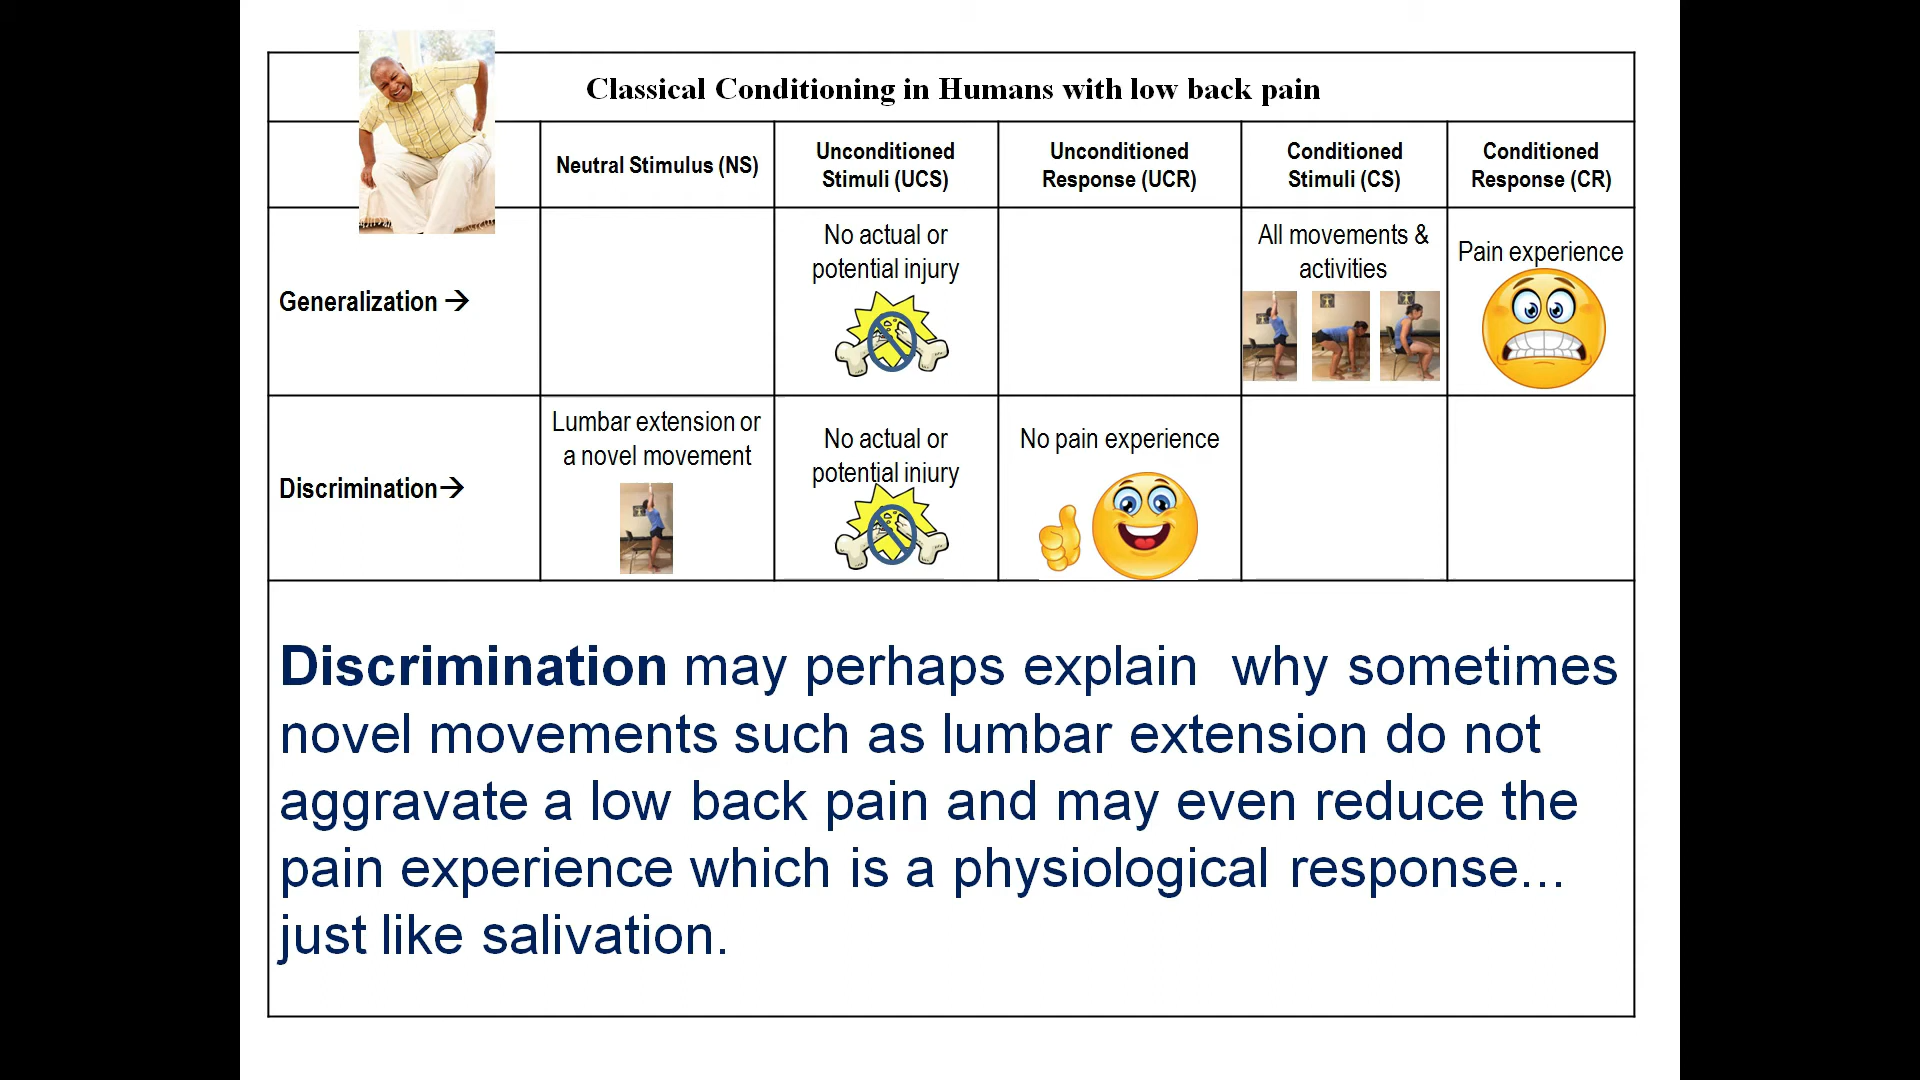 Classical Conditioning in Humans with low back pain
Neutral Stimulus (NS)
Unconditioned
Stimuli (UCS)
Unconditioned
Response (UCR)
Conditioned
Stimuli (CS)
Conditioned
Response (CR)
Generalization →
No actual or
potential injury
All movements &
activities
Pain experience
Discrimination→
Lumbar extension or
a novel movement
No actual or
potential injury
No pain experience
Discrimination may perhaps explain  why sometimes
novel movements such as lumbar extension do not
aggravate a low back pain and may even reduce the
pain experience which is a physiological response...
just like salivation.